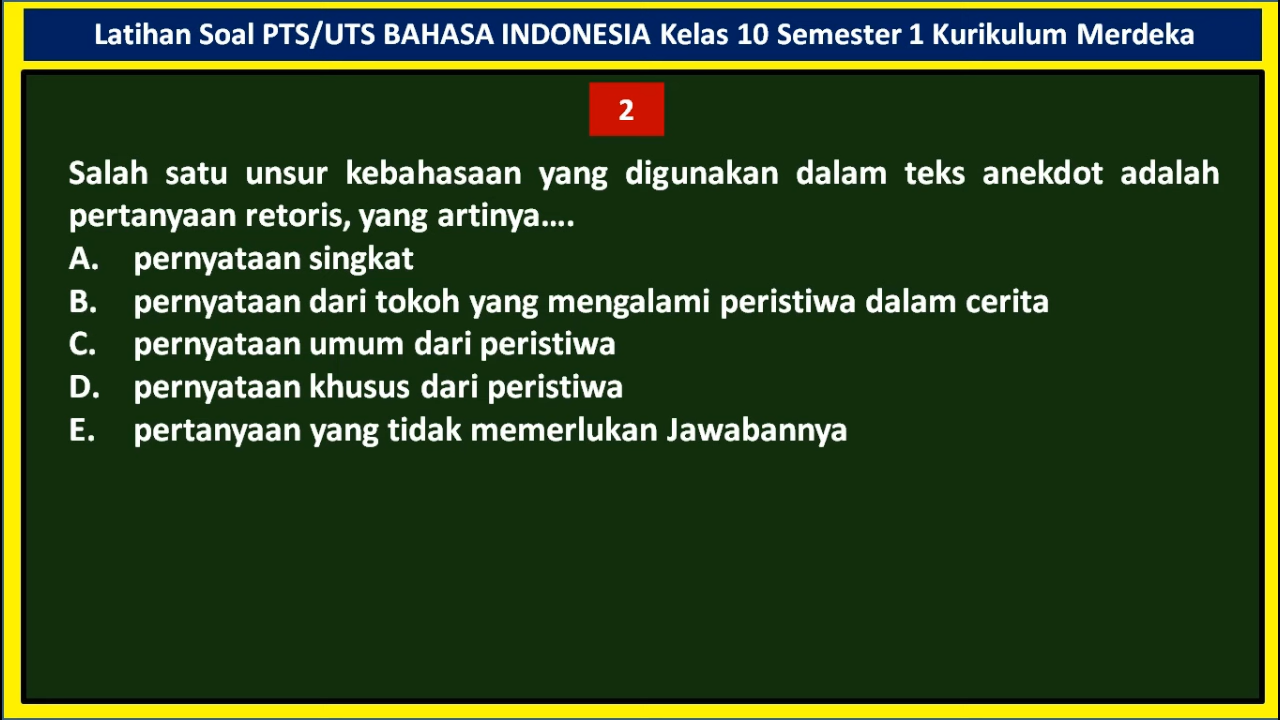 Latihan Soal PTS/UTS BAHASA INDONESIA Kelas 10 Semester 1 Kurikulum Merdeka
2
Salah satu unsur kebahasaan yang digunakan dalam teks anekdot adalah
pertanyaan retoris, yang artinya....
A. pernyataan singkat
B. pernyataan dari tokoh yang mengalami peristiwa dalam cerita
C. pernyataan umum dari peristiwa
D. pernyataan khusus dari peristiwa
E. pertanyaan yang tidak memerlukan Jawabannya